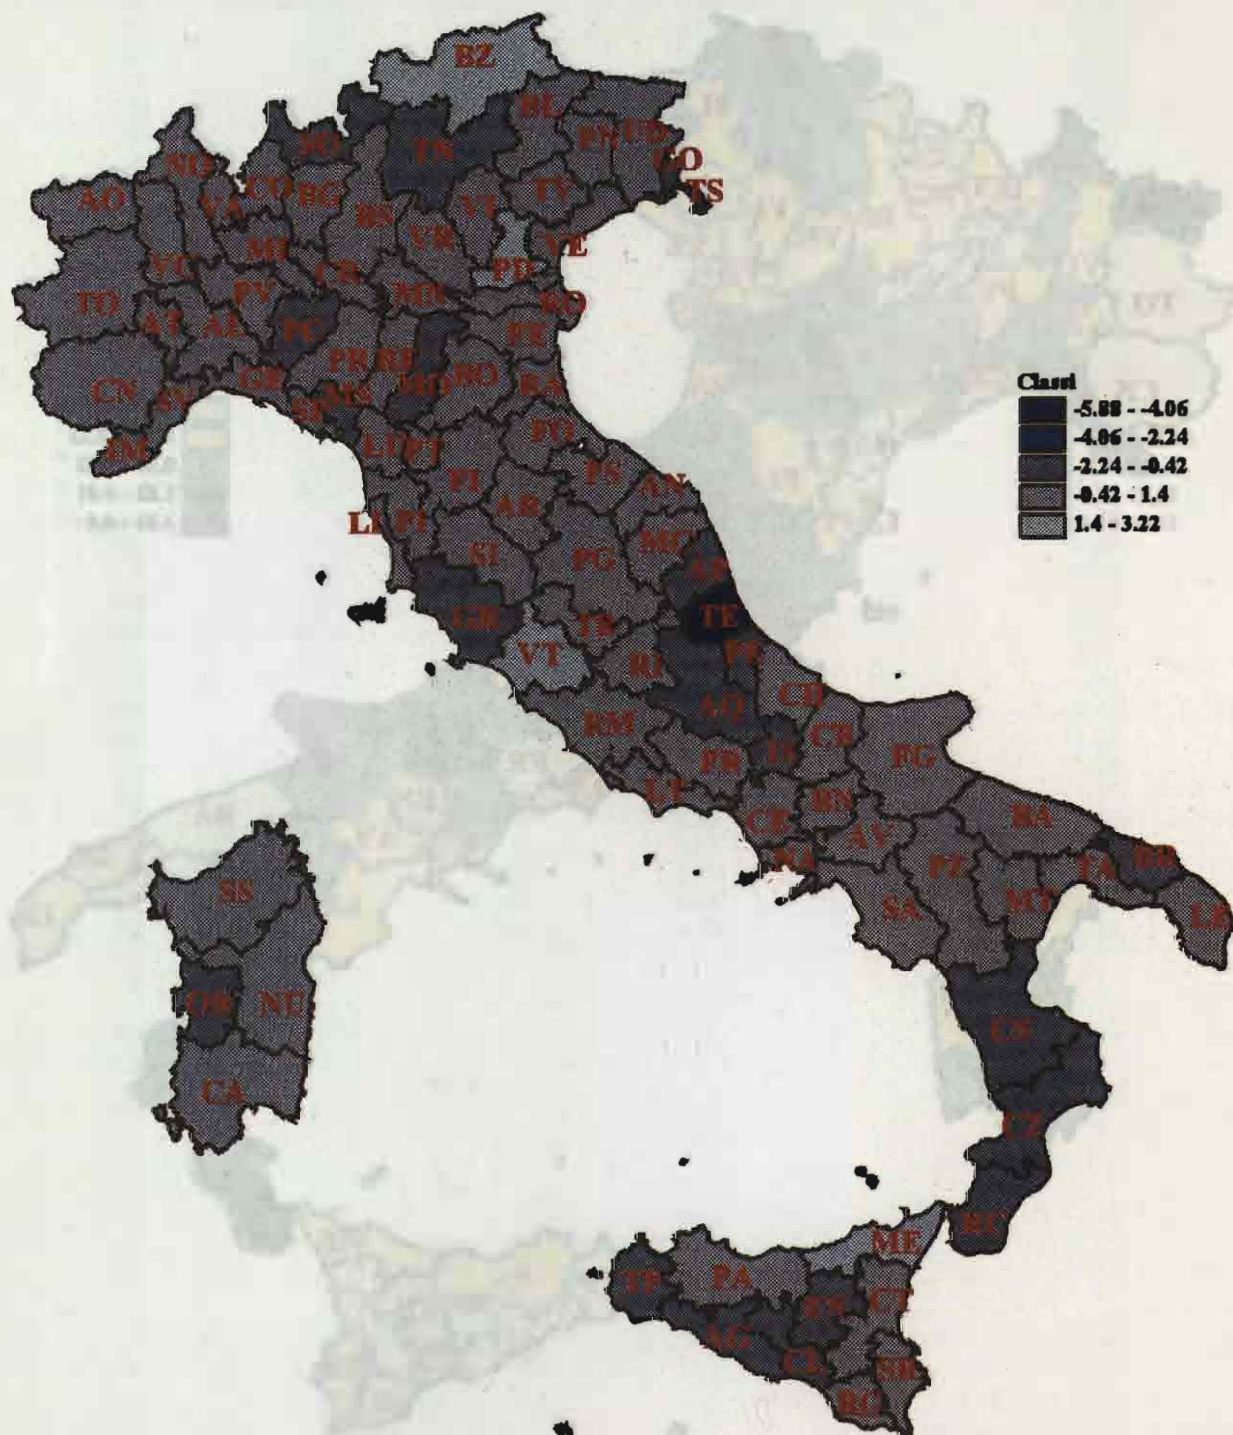 BZ
BL
SO
TN
PN
UD
GO
TS
NO
AO
VA
CO
BG
BS
VI
TV
VR
VE
MI
PD
VC
CR
TO
PV
MN
RO
AT
AL
PC
FE
PR
RE
MO
BO
CN
GE
RA
SV
SP
MS
FO
IM
LU
PT
PS
AN
FI
AR
LI
PI
MC
SI
PG
AP
GR
TE
TR
VT
RI
PE
CH
AQ
RM
CB
IS
FG
FR
LT
BN
BA
CE
AV
NA
PZ
TA
BR
MT
SA
LE
SS
OR
NU
CS
CA
CZ
RC
ME
TP
PA
EN
CT
AG
CL
SR
RG
Classi
-5.88 - -4.06
-4.06 - -2.24
-2.24 - -0.42
-0.42 - 1.4
1.4 - 3.22